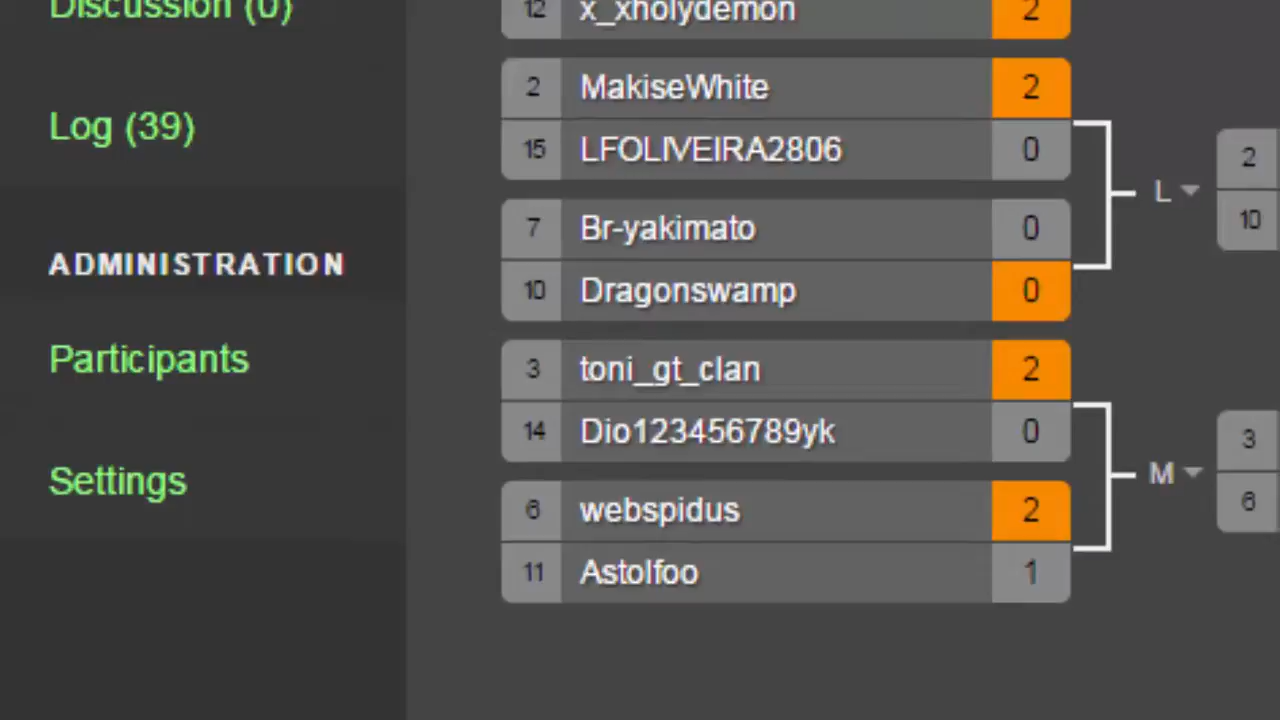 Discussion (0)
Log (39)
ADMINISTRATION
Participants
Settings
12 x_xholydemon 2
2 MakiseWhite 2
15 LFOLIVEIRA2806 0
7 Br-yakimato 0
10 Dragonswamp 0
3 toni_gt_clan 2
14 Dio123456789yk 0
6 webspidus 2
11 Astolfoo 1
L
2
10
M
3
6